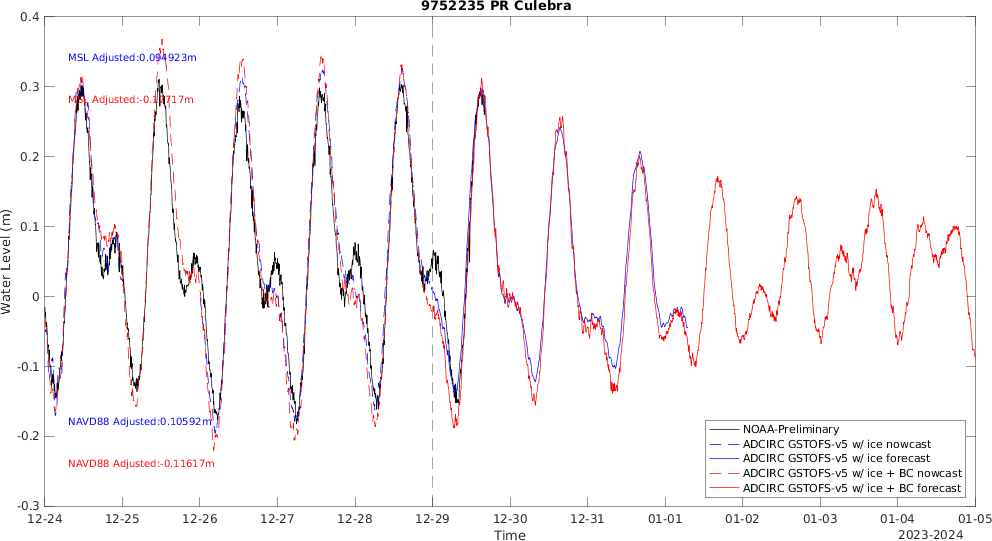 9752235 PR Culebra
0.4
0.3
0.2
0.1
0
-0.1
-0.2
-0.3
Water Level (m)
MSL Adjusted:0.094923m
NAVD88 Adjusted:0.10592m
NAVD88 Adjusted:-0.11617m
NOAA-Preliminary
ADCIRC GSTOFS-v5 w/ ice nowcast
ADCIRC GSTOFS-v5 w/ ice forecast
ADCIRC GSTOFS-v5 w/ ice + BC nowcast
ADCIRC GSTOFS-v5 w/ ice + BC forecast
12-24 12-25 12-26 12-27 12-28 12-29 12-30 12-31 01-01 01-02 01-03 01-04 01-05
Time
2023-2024